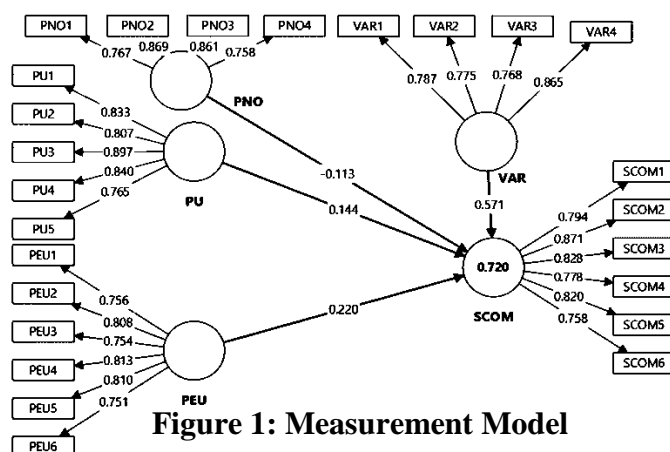 PNO1 PNO2 PNO3 PNO4
0.767 0.869 0.861 0.758
PNO
VAR1 VAR2 VAR3 VAR4
0.787 0.775 0.768 0.865
VAR
PU1
PU2
PU3
PU4
PU5
0.833
0.807
0.897
0.840
0.765
PU
PEU1
PEU2
PEU3
PEU4
PEU5
PEU6
0.756
0.808
0.754
0.813
0.810
0.751
PEU
-0.113
0.144
0.220
0.571
0.720
SCOM
0.794
0.871
0.828
0.778
0.820
0.758
SCOM1
SCOM2
SCOM3
SCOM4
SCOM5
SCOM6
Figure 1: Measurement Model